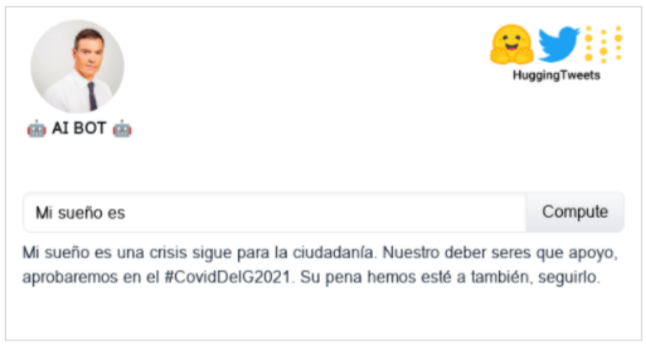 HuggingTweets
AI BOT
Mi sueño es
Compute
Mi sueño es una crisis sigue para la ciudadanía. Nuestro deber seres que apoyo,
aprobaremos en el #CovidDelG2021. Su pena hemos esté a también, seguirlo.